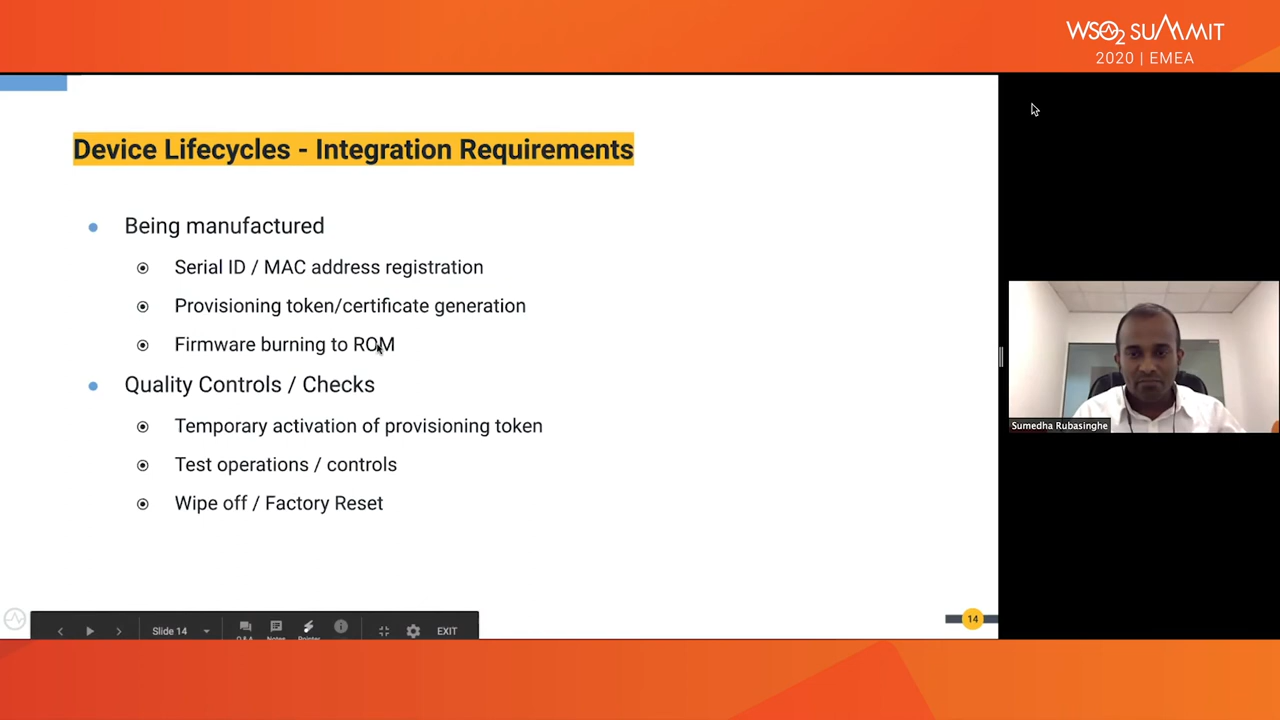 WSO2 SUMMIT
2020 | EMEA
Device Lifecycles - Integration Requirements
Being manufactured
Serial ID / MAC address registration
Provisioning token/certificate generation
Firmware burning to ROM
Quality Controls / Checks
Temporary activation of provisioning token
Test operations / controls
Wipe off / Factory Reset
Sumedha Rubasinghe
14
Slide 14
Q&A Notes Pointer
EXIT